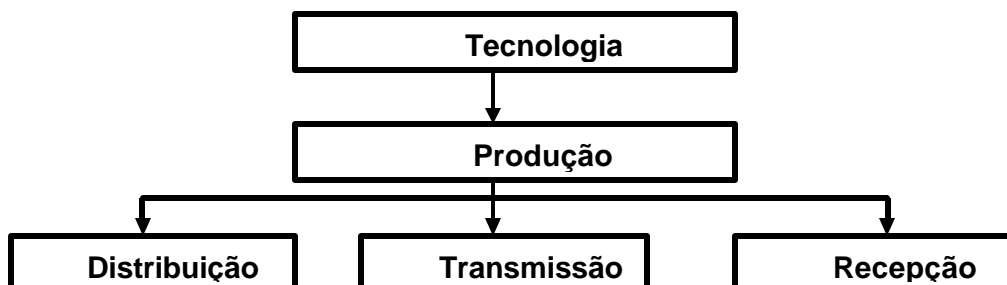 Tecnologia
Produção
Distribuição
Transmissão
Recepção